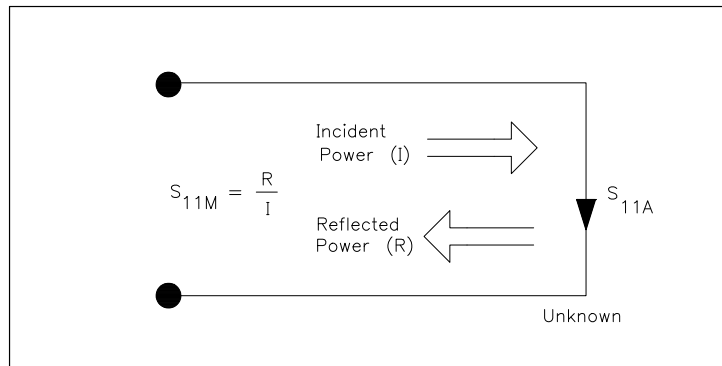 Incident
Power (I)
S11M = R
I
S11A
Reflected
Power (R)
Unknown